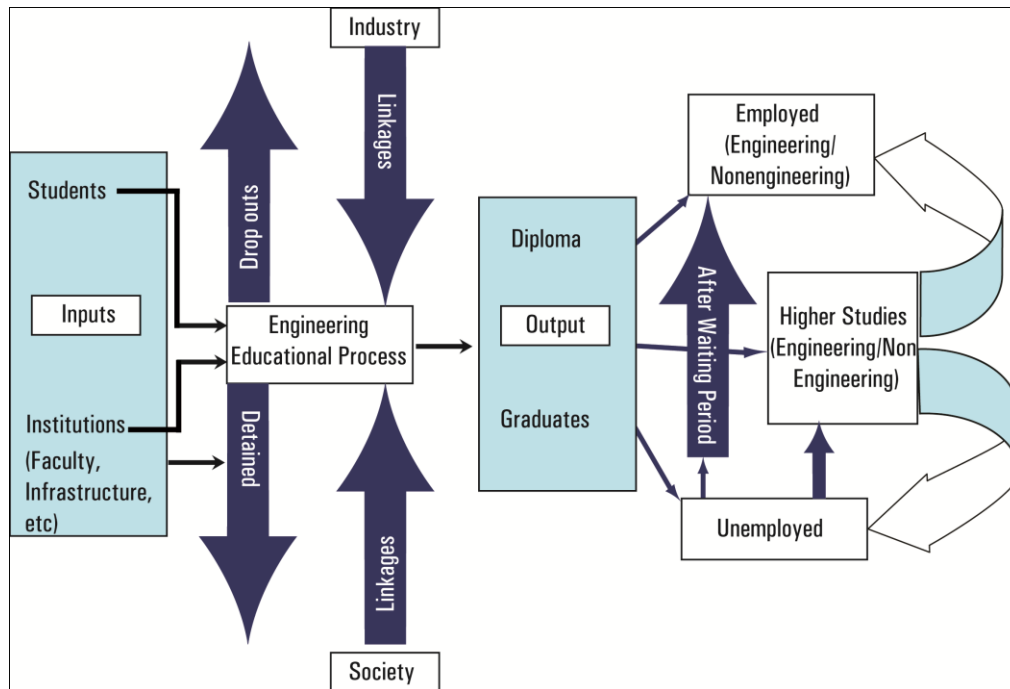 Industry
Linkages
Drop outs
Students
Inputs
Institutions
(Faculty,
Infrastructure,
etc)
Engineering
Educational Process
Detained
Linkages
Society
Diploma
Output
Graduates
Employed
(Engineering/
Nonengineering)
After Waiting Period
Higher Studies
(Engineering/Non
Engineering)
Unemployed